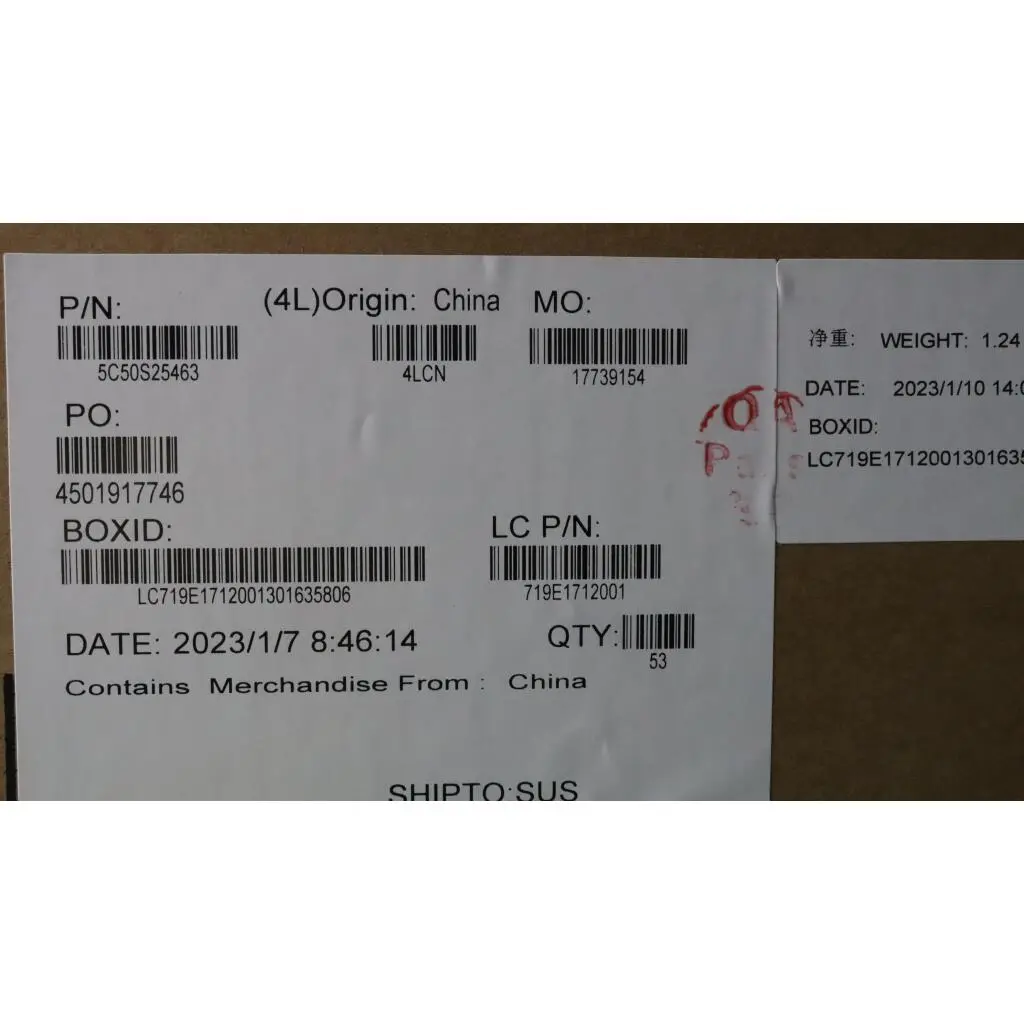 P/N:
(4L)Origin: China
MO:
5C50S25463
4LCN
17739154
PO:
4501917746
BOXID:
LC P/N:
LC719E1712001301635806
719E1712001
DATE: 2023/1/7 8:46:14
QTY:
53
Contains Merchandise From : China
SHIPTO:SUS
净重: WEIGHT: 1.24
DATE: 2023/1/10 14:0
BOXID:
LC719E1712001301635